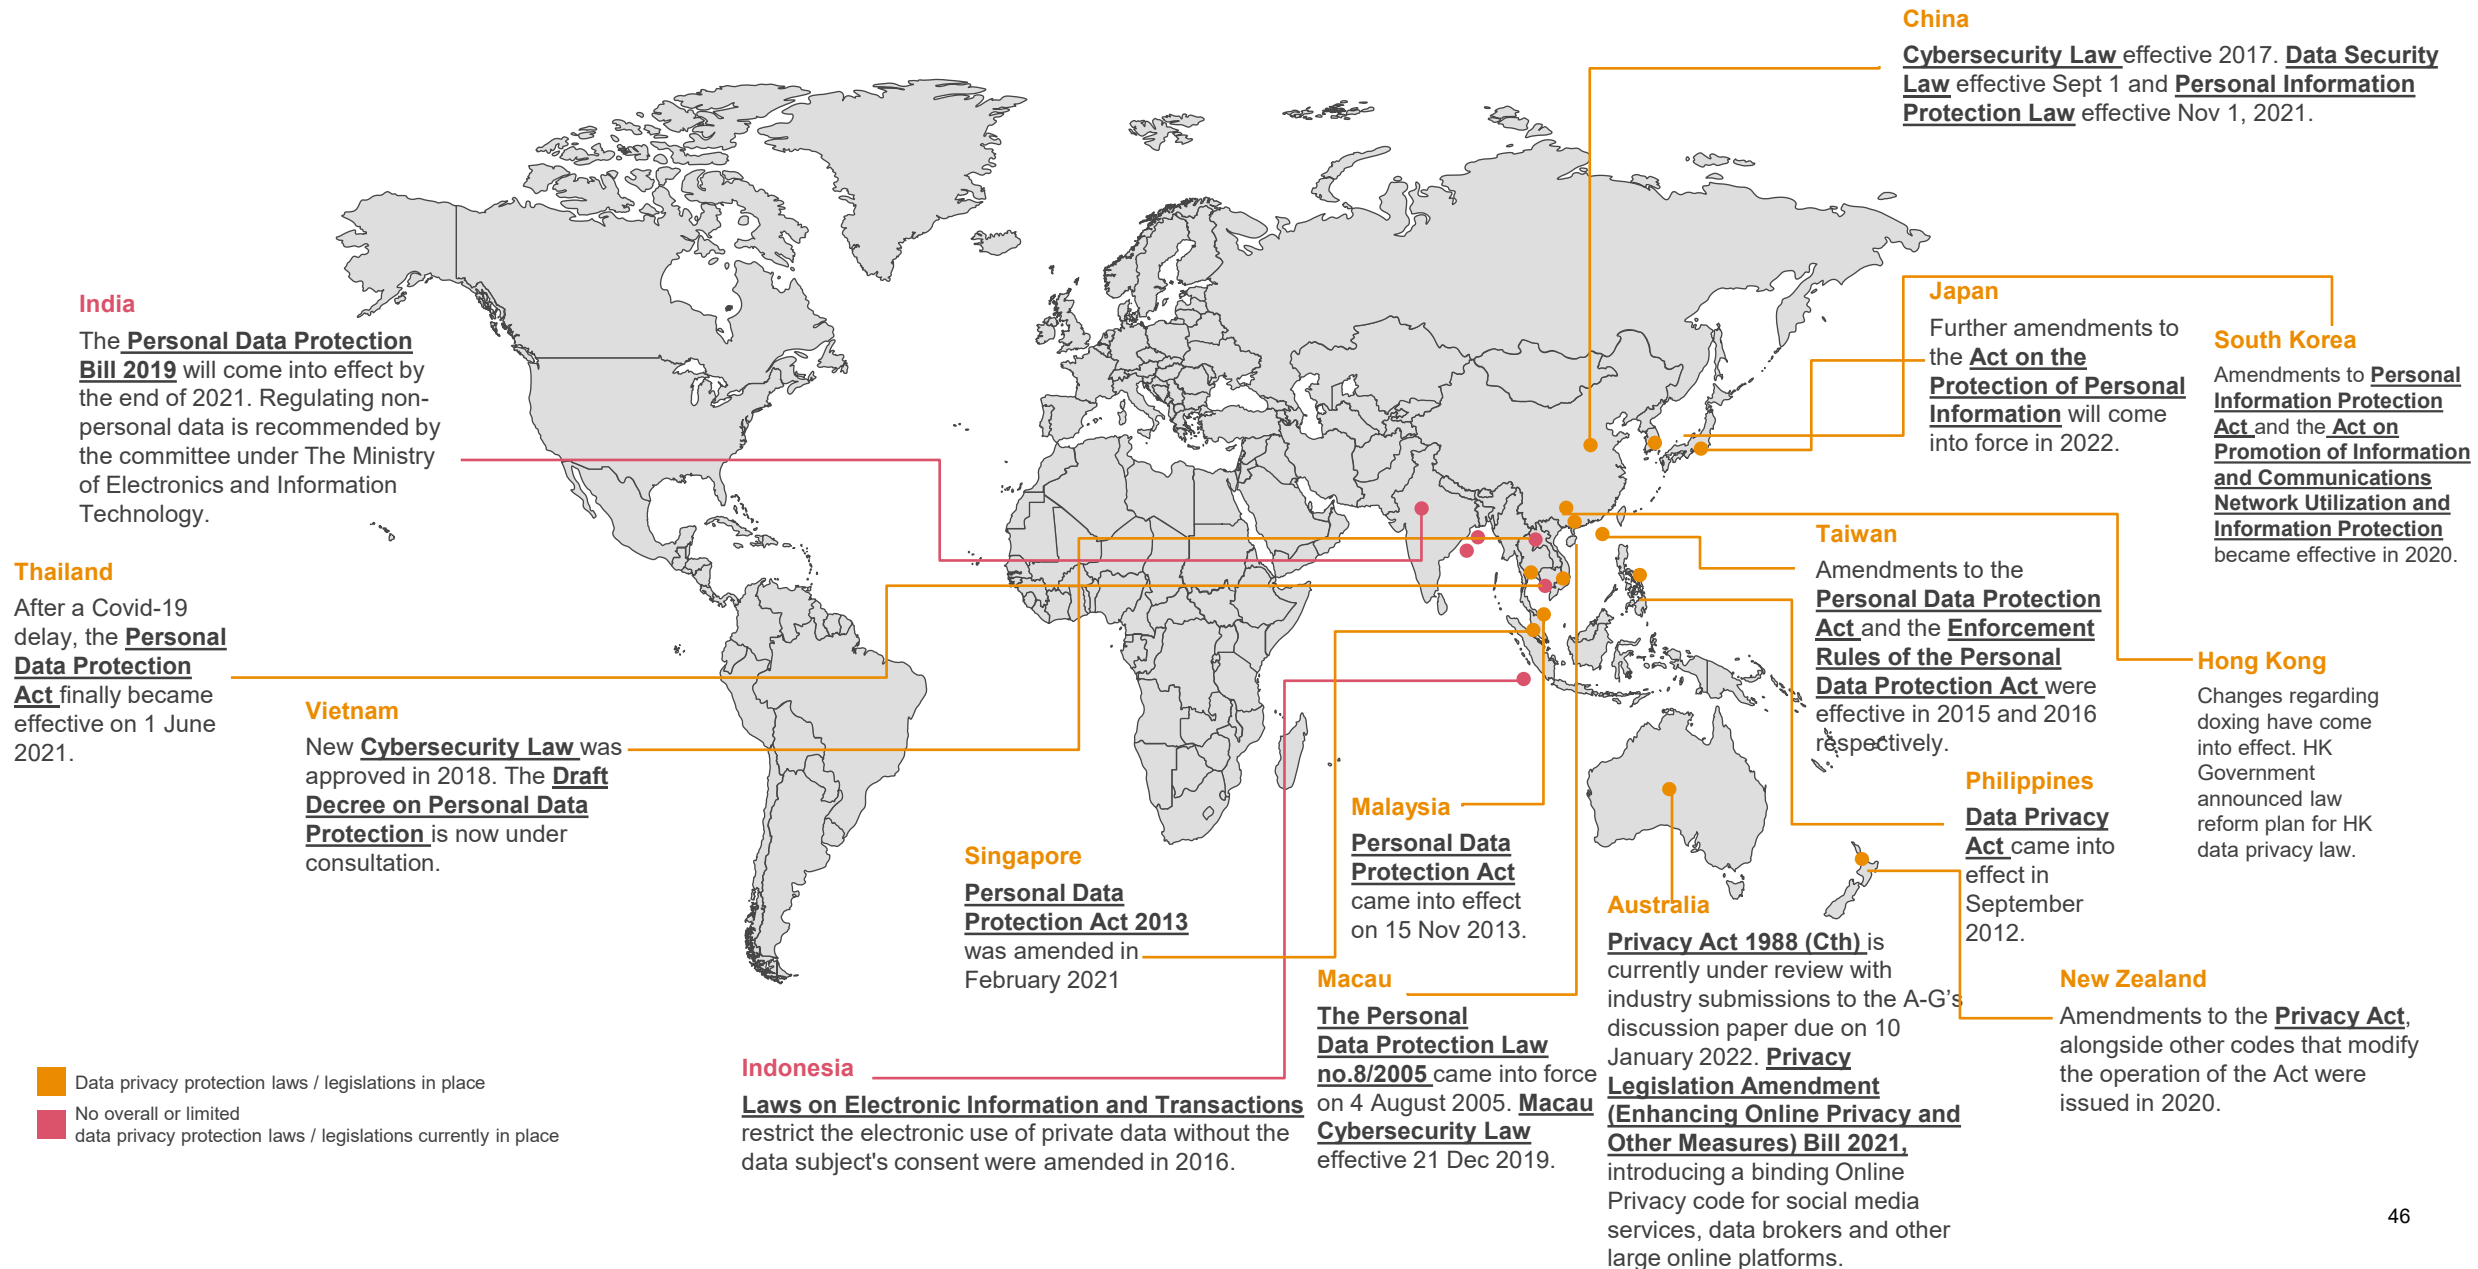 China
Cybersecurity Law effective 2017. Data Security
Law effective Sept 1 and Personal Information
Protection Law effective Nov 1, 2021.
India
The Personal Data Protection
Bill 2019 will come into effect by
the end of 2021. Regulating non-
personal data is recommended by
the committee under The Ministry
of Electronics and Information
Technology.
Japan
Further amendments to
the Act on the
Protection of Personal
Information will come
into force in 2022.
South Korea
Amendments to Personal
Information Protection
Act and the Act on
Promotion of Information
and Communications
Network Utilization and
Information Protection
became effective in 2020.
Thailand
After a Covid-19
delay, the Personal
Data Protection
Act finally became
effective on 1 June
2021.
Taiwan
Amendments to the
Personal Data Protection
Act and the Enforcement
Rules of the Personal
Data Protection Act were
effective in 2015 and 2016
respectively.
Hong Kong
Changes regarding
doxing have come
into effect. HK
Government
announced law
reform plan for HK
data privacy law.
Vietnam
New Cybersecurity Law was
approved in 2018. The Draft
Decree on Personal Data
Protection is now under
consultation.
Philippines
Data Privacy
Act came into
effect in
September
2012.
Malaysia
Personal Data
Protection Act
came into effect
on 15 Nov 2013.
Singapore
Personal Data
Protection Act 2013
was amended in
February 2021
Australia
Privacy Act 1988 (Cth) is
currently under review with
industry submissions to the A-G's
discussion paper due on 10
January 2022. Privacy
Legislation Amendment
(Enhancing Online Privacy and
Other Measures) Bill 2021,
introducing a binding Online
Privacy code for social media
services, data brokers and other
large online platforms.
Macau
The Personal
Data Protection Law
no.8/2005 came into force
on 4 August 2005. Macau
Cybersecurity Law
effective 21 Dec 2019.
New Zealand
Amendments to the Privacy Act,
alongside other codes that modify
the operation of the Act were
issued in 2020.
Indonesia
Laws on Electronic Information and Transactions
restrict the electronic use of private data without the
data subject's consent were amended in 2016.
Data privacy protection laws / legislations in place
No overall or limited
data privacy protection laws / legislations currently in place
46